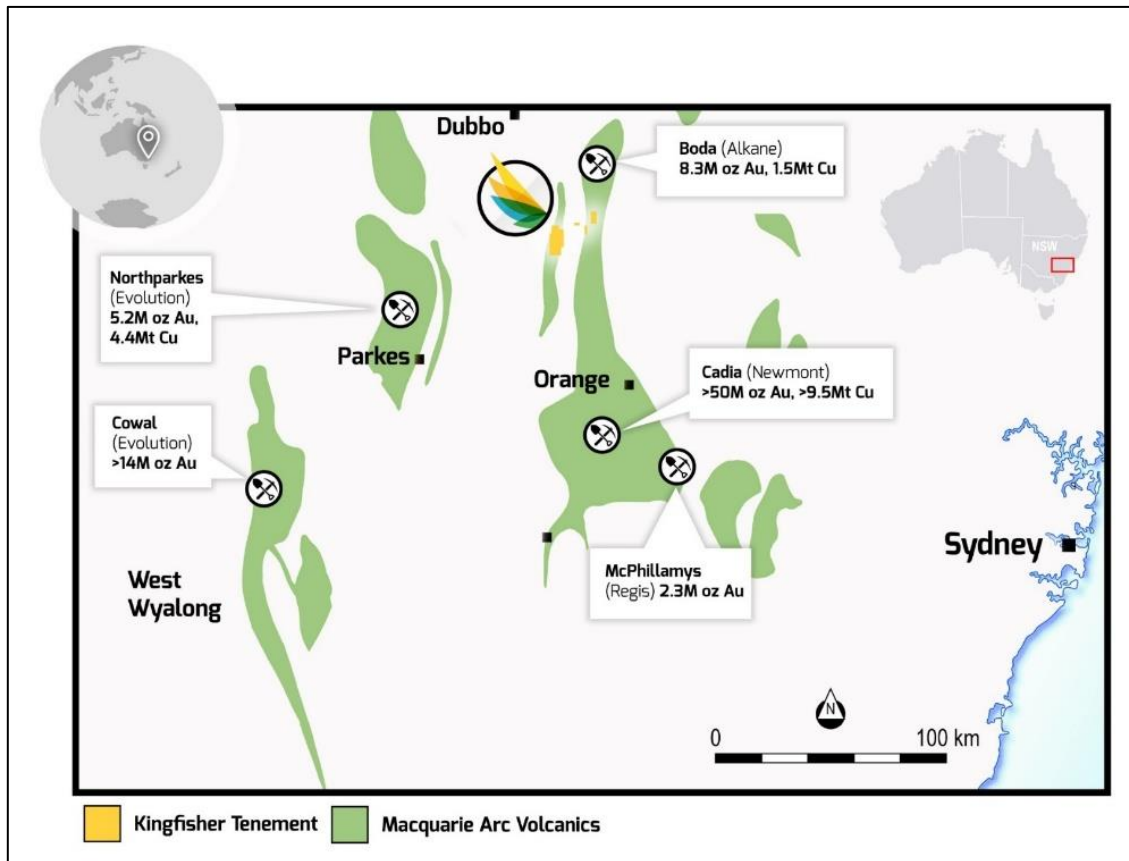 Dubbo
Boda (Alkane)
8.3M oz Au, 1.5Mt Cu
NSW
Northparkes
(Evolution)
5.2M oz Au,
4.4Mt Cu
Parkes
Orange
Cadia (Newmont)
>50M oz Au, >9.5Mt Cu
Cowal
(Evolution)
>14M oz Au
McPhillamys
(Regis) 2.3M oz Au
Sydney
West
Wyalong
N
0
100 km
Kingfisher Tenement
Macquarie Arc Volcanics